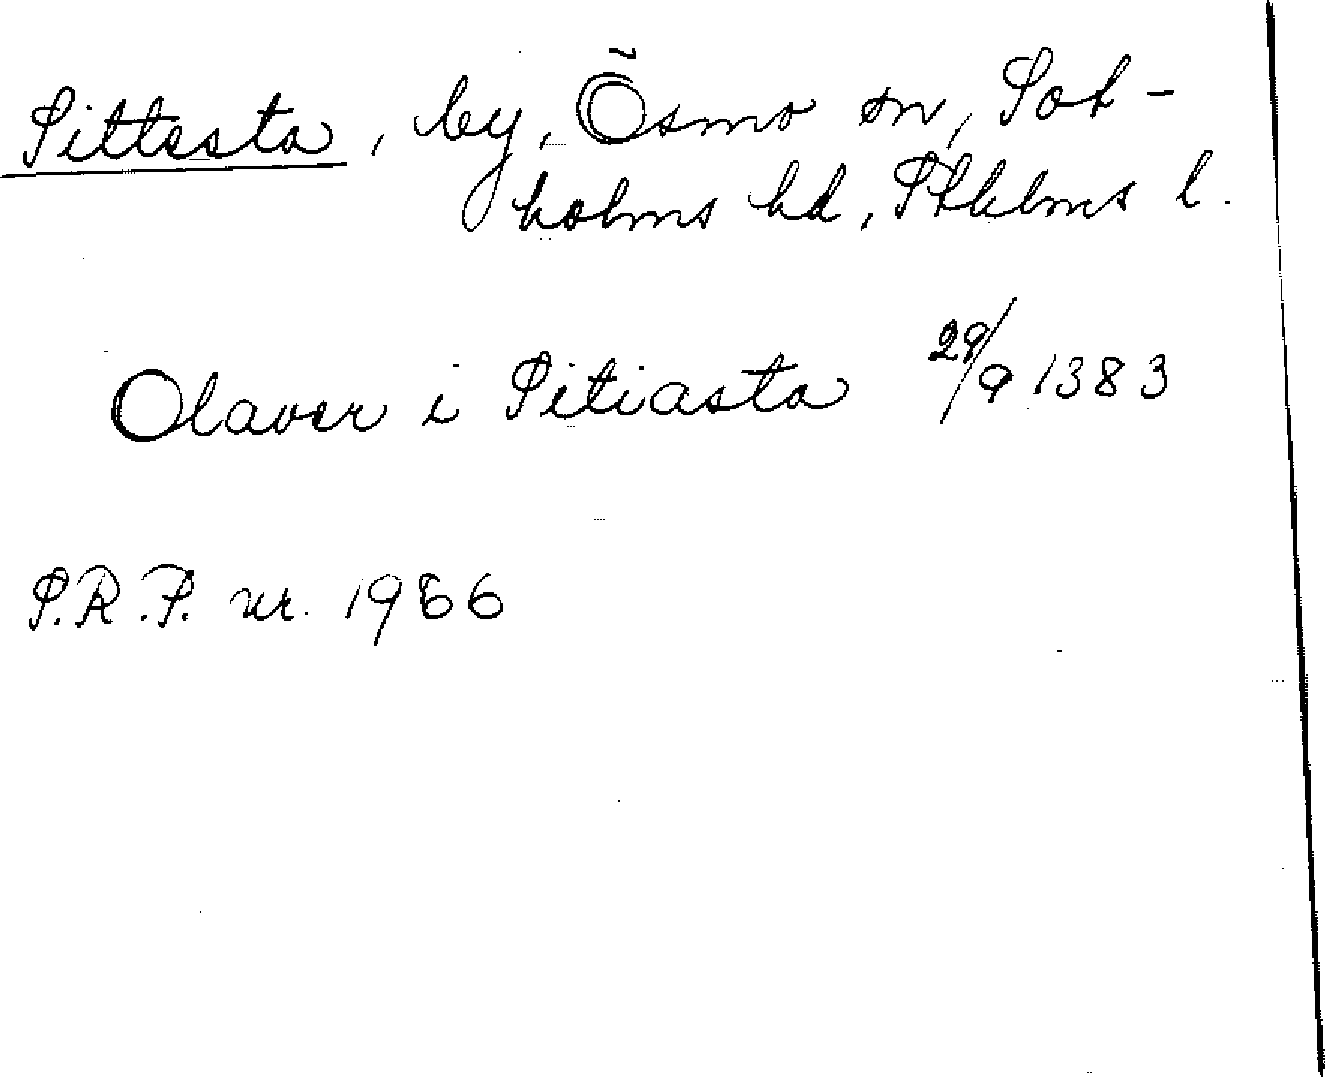 Sittesta, by, Ösmo sn, Sot-
holms hd, Sthlms l.
Olaver i Sitiasta 29/9 1383
S.R.P. nr. 1966